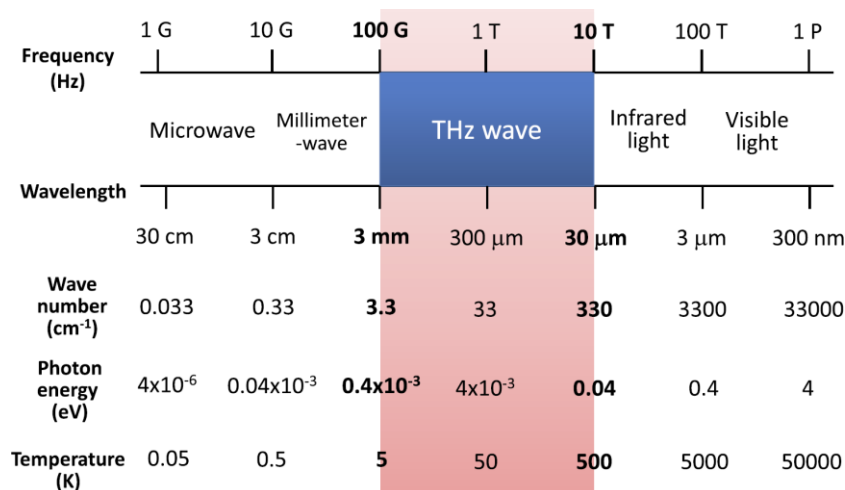 1 G 10 G 100 G 1 T 10 T 100 T 1 P
Frequency
(Hz)
Microwave Millimeter
-wave THz wave Infrared
light Visible
light
Wavelength
30 cm 3 cm 3 mm 300 μm 30 μm 3 μm 300 nm
Wave
number
(cm⁻¹)
0.033 0.33 3.3 33 330 3300 33000
Photon
energy
(eV)
4x10⁻⁶ 0.04x10⁻³ 0.4x10⁻³ 4x10⁻³ 0.04 0.4 4
Temperature
(K)
0.05 0.5 5 50 500 5000 50000